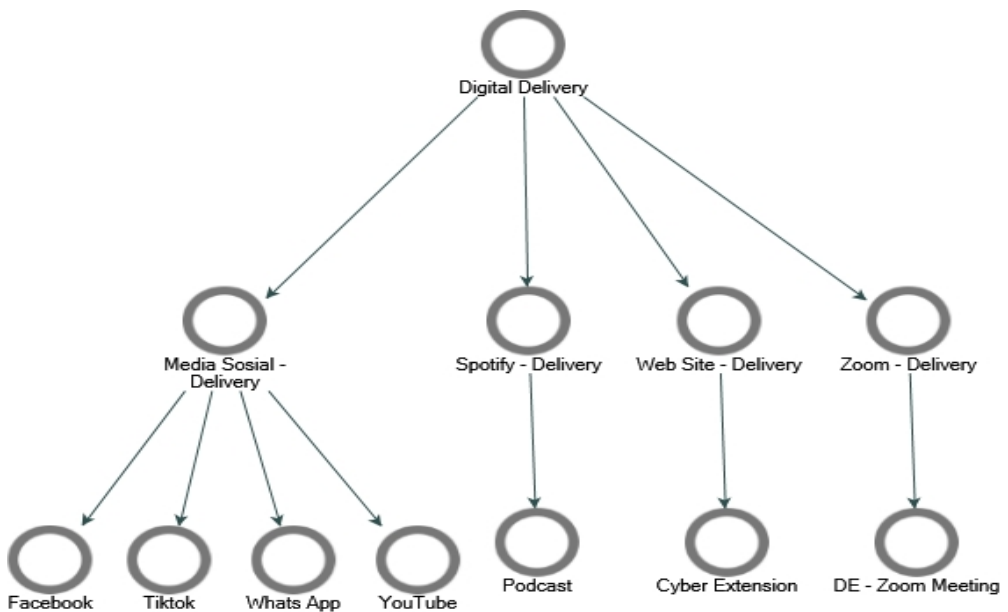 Digital Delivery
Media Sosial -
Delivery
Spotify - Delivery
Web Site - Delivery
Zoom - Delivery
Facebook
Tiktok
Whats App
YouTube
Podcast
Cyber Extension
DE - Zoom Meeting